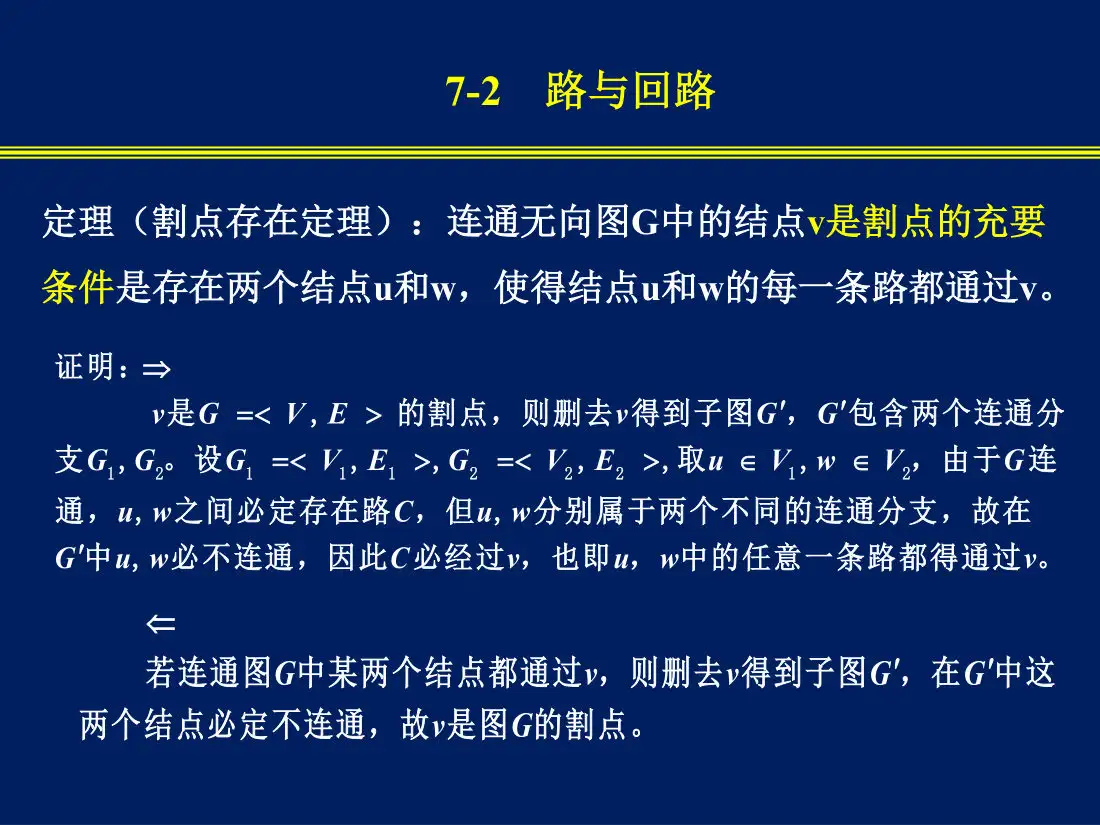 7-2 路与回路
定理（割点存在定理）：连通无向图G中的结点v是割点的充要
条件是存在两个结点u和w，使得结点u和w的每一条路都通过v。
证明：⇒
v是G =< V , E > 的割点，则删去v得到子图G′，G′包含两个连通分
支G₁,G₂。设G₁ =< V₁,E₁ >,G₂ =< V₂,E₂ >,取u ∈ V₁,w ∈ V₂，由于G连
通，u,w之间必定存在路C，但u,w分别属于两个不同的连通分支，故在
G′中u,w必不连通，因此C必经过v，也即u，w中的任意一条路都得通过v。
⇐
若连通图G中某两个结点都通过v，则删去v得到子图G′，在G′中这
两个结点必定不连通，故v是图G的割点。